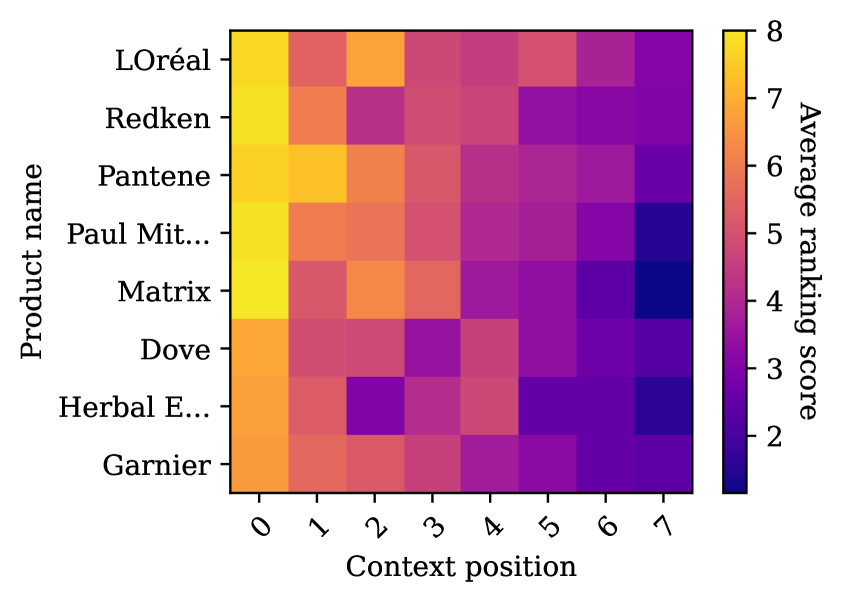 LOréal
Redken
Pantene
Paul Mit...
Matrix
Dove
Herbal E...
Garnier
Product name
0 1 2 3 4 5 6 7
Context position
8
7
6
5
4
3
2
Average ranking score